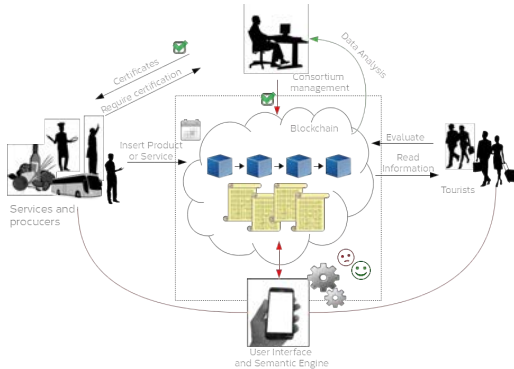 Data Analysis
Certificates
Require certification
Consortium
management
Blockchain
Insert Product
or Service
Evaluate
Read
Information
Services and
procucers
Tourists
User Interface
and Semantic Engine